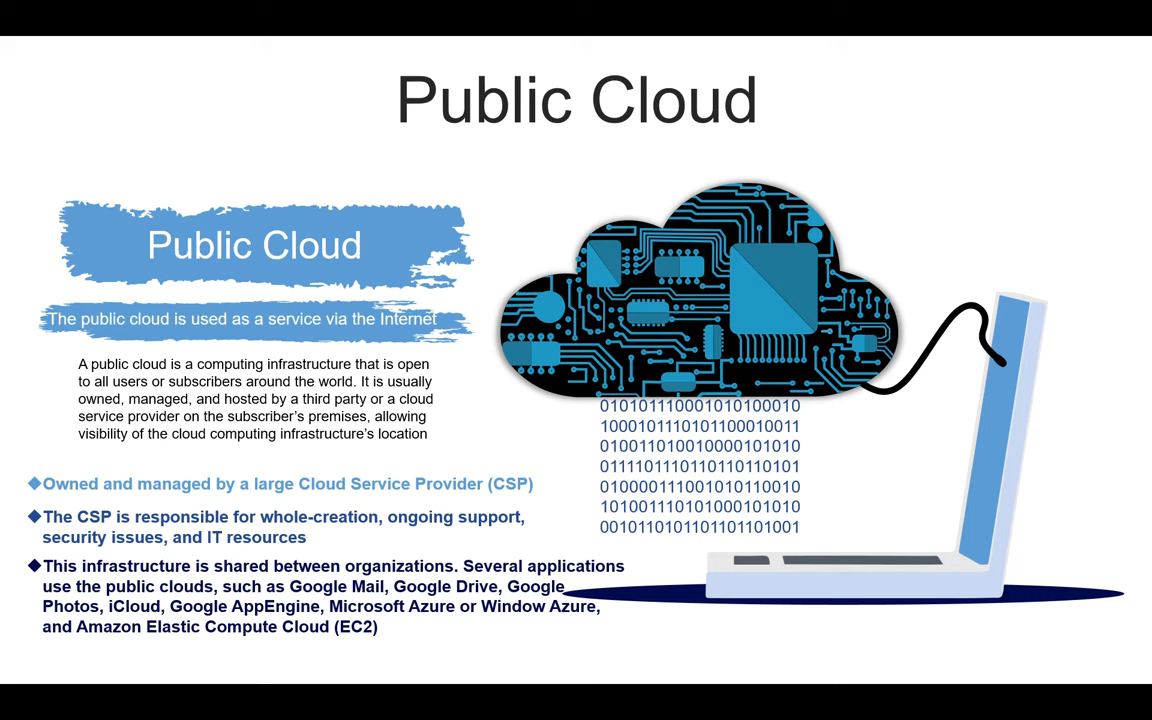 Public Cloud
Public Cloud
The public cloud is used as a service via the Internet
A public cloud is a computing infrastructure that is open
to all users or subscribers around the world. It is usually
owned, managed, and hosted by a third party or a cloud
service provider on the subscriber's premises, allowing
visibility of the cloud computing infrastructure's location
◆Owned and managed by a large Cloud Service Provider (CSP)
◆The CSP is responsible for whole-creation, ongoing support,
security issues, and IT resources
◆This infrastructure is shared between organizations. Several applications
use the public clouds, such as Google Mail, Google Drive, Google
Photos, iCloud, Google AppEngine, Microsoft Azure or Window Azure,
and Amazon Elastic Compute Cloud (EC2)
01010111000101010001​0
10001011101011000100​11
01001101001000010101​0
01111011101101101101​01
01000011100101011001​0
10100111010100010101​0
00101101011011011010​01